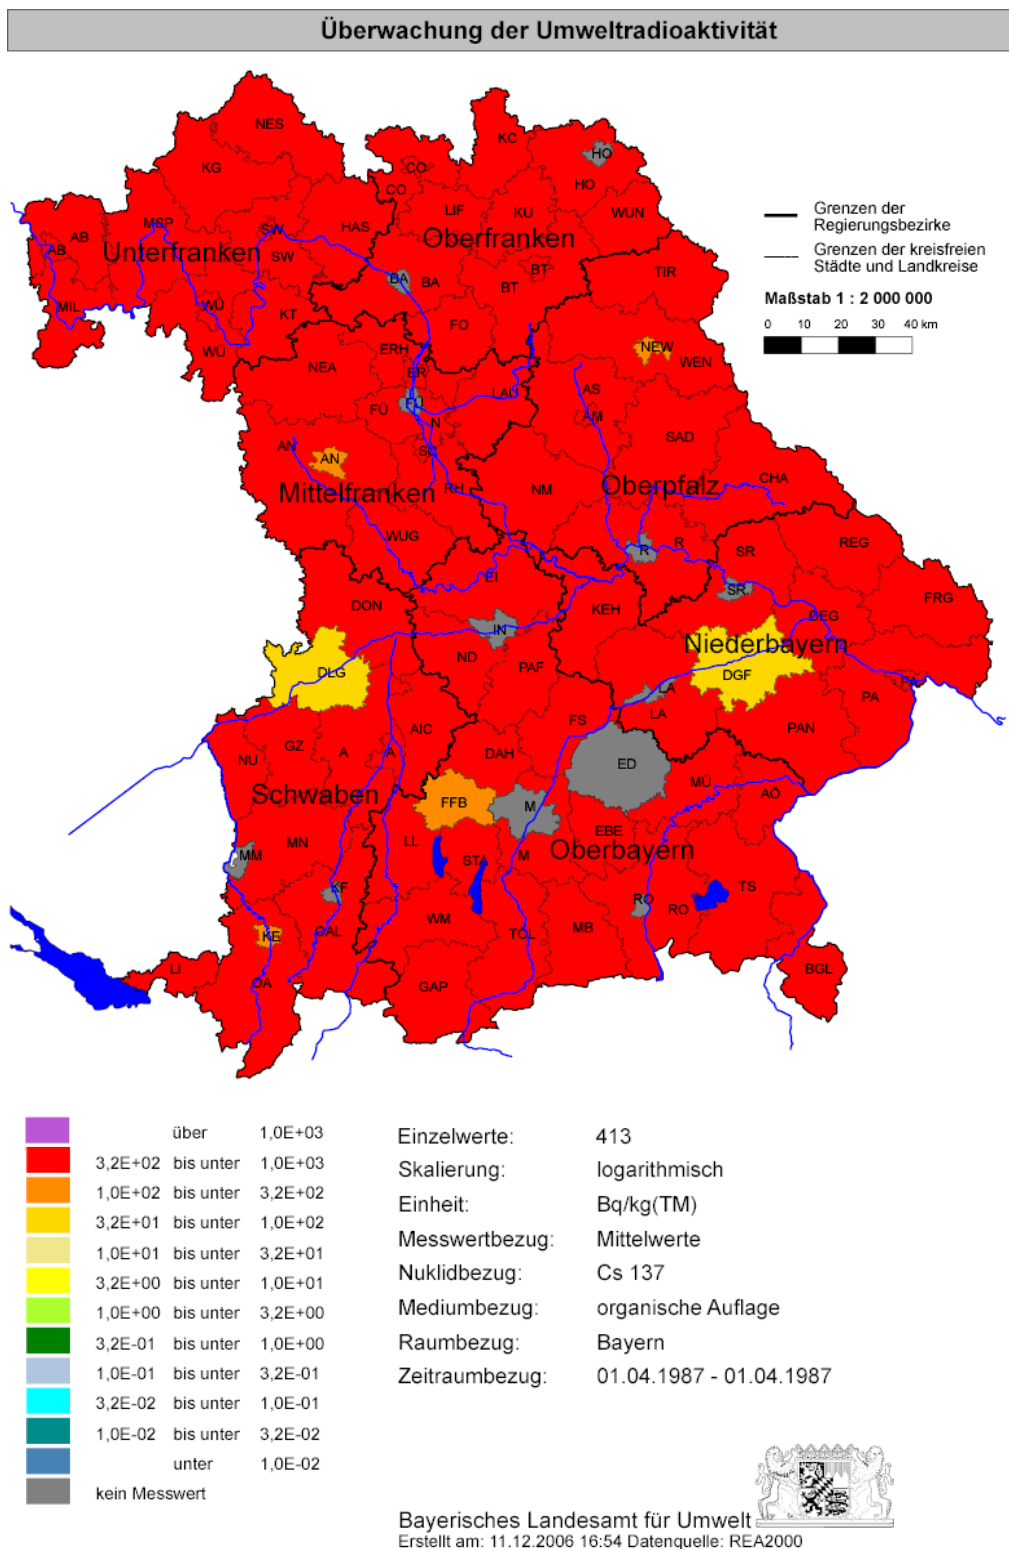 Überwachung der Umweltradioaktivität
NES
KC
HO
CO
KG
CO
HO
LIF
KU
WUN
HAS
MSP
SW
AB
Unterfranken
Oberfranken
AB
SW
BT
TIR
BA
BA
BT
MIL
WÜ
KT
FO
WÜ
ERH
NEW
WEN
NEA
ER
LAU
AS
FÜ
FÜ
AM
N
SAD
AN
AN
SC
CHA
Mittelfranken
RH
NM
Oberpfalz
WUG
R
R
SR
REG
EI
SR
FRG
DON
KEH
DEG
IN
Niederbayern
ND
PAF
DLG
DGF
PA
LA
PA
AIC
FS
LA
PAN
NU
GZ
A
A
DAH
ED
MÜ
AÖ
Schwaben
FFB
M
LL
EBE
Oberbayern
MN
MM
STA
M
KF
RO
RO
TS
WM
KE
OAL
TÖL
MB
LI
OA
GAP
BGL
Grenzen der
Regierungsbezirke
Grenzen der kreisfreien
Städte und Landkreise
Maßstab 1 : 2 000 000
0 10 20 30 40 km
über 1,0E+03
3,2E+02 bis unter 1,0E+03
1,0E+02 bis unter 3,2E+02
3,2E+01 bis unter 1,0E+02
1,0E+01 bis unter 3,2E+01
3,2E+00 bis unter 1,0E+01
1,0E+00 bis unter 3,2E+00
3,2E-01 bis unter 1,0E+00
1,0E-01 bis unter 3,2E-01
3,2E-02 bis unter 1,0E-01
1,0E-02 bis unter 3,2E-02
unter 1,0E-02
kein Messwert
Einzelwerte: 413
Skalierung: logarithmisch
Einheit: Bq/kg(TM)
Messwertbezug: Mittelwerte
Nuklidbezug: Cs 137
Mediumbezug: organische Auflage
Raumbezug: Bayern
Zeitraumbezug: 01.04.1987 - 01.04.1987
Bayerisches Landesamt für Umwelt
Erstellt am: 11.12.2006 16:54 Datenquelle: REA2000